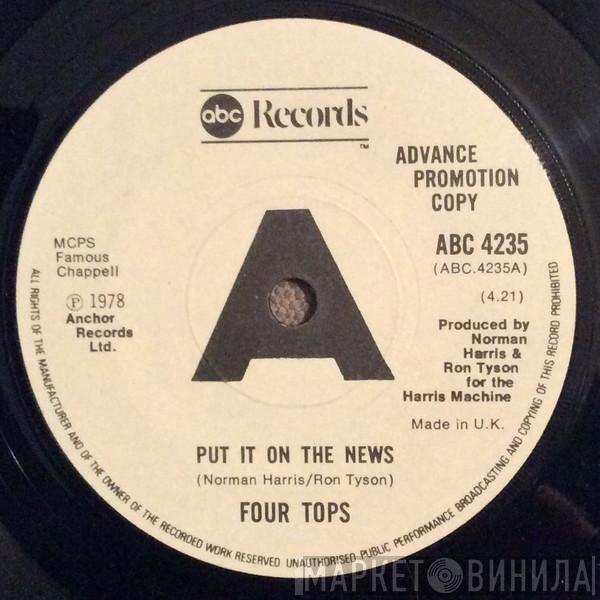 abc Records
TM
ADVANCE
PROMOTION
COPY
ABC 4235
(ABC.4235A)
(4.21)
MCPS
Famous
Chappell
Ⓟ 1978
Anchor
Records
Ltd.
A
Produced by
Norman
Harris &
Ron Tyson
for the
Harris Machine
Made in U.K.
PUT IT ON THE NEWS
(Norman Harris/Ron Tyson)
FOUR TOPS
ALL RIGHTS OF THE MANUFACTURER AND OF THE OWNER OF THE RECORDED WORK RESERVED UNAUTHORISED PUBLIC PERFORMANCE BROADCASTING AND COPYING OF THIS RECORD PROHIBITED
МАРКЕТ ВИНИЛА